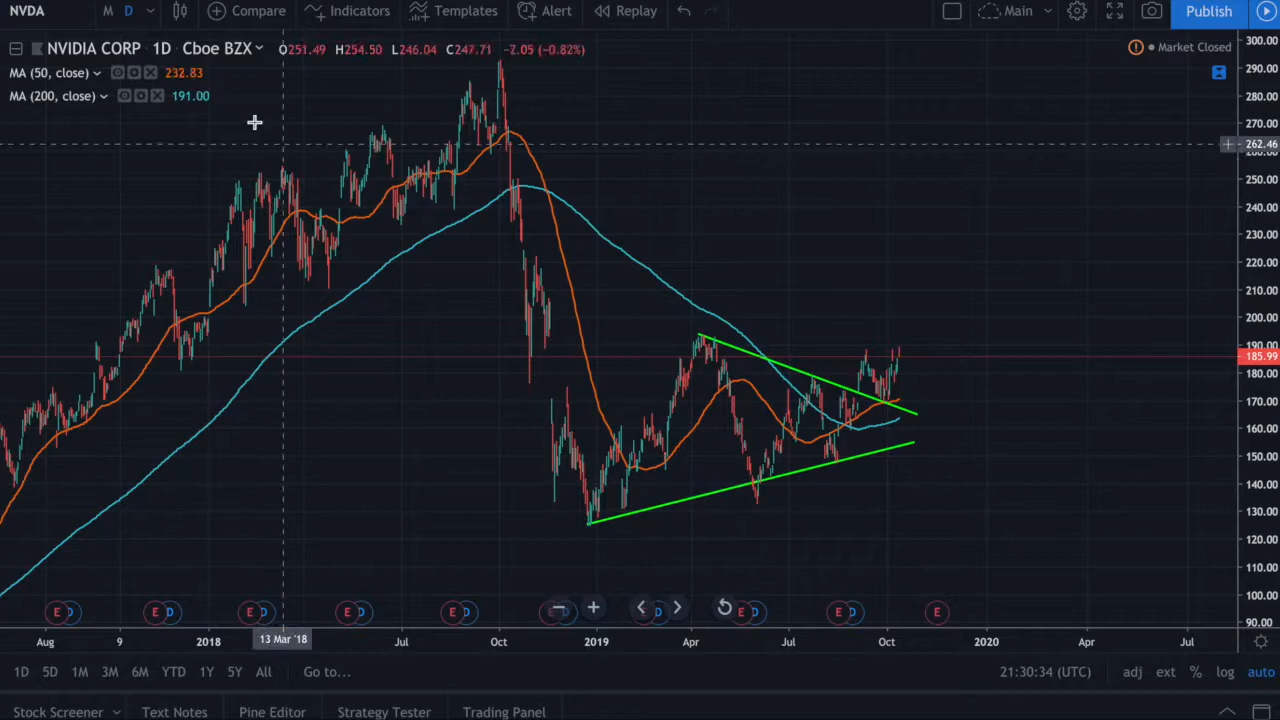 NVDA M D Compare Indicators Templates Alert Replay Main Publish
NVIDIA CORP · 1D · Cboe BZX O251.49 H254.50 L246.04 C247.71 −2.05 (−0.82%) Market Closed
MA (50, close) 232.83
MA (200, close) 191.00
300.00
290.00
280.00
270.00
262.46
250.00
240.00
230.00
220.00
210.00
200.00
190.00
185.99
180.00
170.00
160.00
150.00
140.00
130.00
120.00
110.00
100.00
90.00
E D E D E D E D E D E D D E D E D E
Aug 9 2018 13 Mar '18 Jul Oct 2019 Apr Jul Oct 2020 Apr Jul
1D 5D 1M 3M 6M YTD 1Y 5Y All Go to... 21:30:34 (UTC) adj ext % log auto
Stock Screener Text Notes Pine Editor Strategy Tester Trading Panel